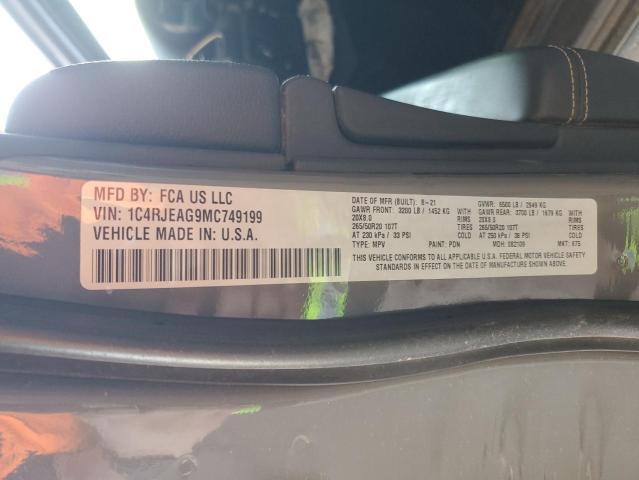 MFD BY: FCA US LLC
VIN: 1C4RJEAG9MC749199
VEHICLE MADE IN: U.S.A.
DATE OF MFR (BUILT): 8-21
GVWR: 6500 LB / 2949 KG
GAWR FRONT: 3200 LB / 1452 KG WITH
GAWR REAR: 3700 LB / 1679 KG WITH
20X8.0 RIMS
20X8.0 RIMS
265/50R20 107T TIRES
265/50R20 107T TIRES
AT 230 kPa / 33 PSI COLD
AT 250 kPa / 36 PSI COLD
TYPE: MPV
PAINT: PDN
MDH: 082109
MKT: 675
THIS VEHICLE CONFORMS TO ALL APPLICABLE U.S.A. FEDERAL MOTOR VEHICLE SAFETY
STANDARDS IN EFFECT ON THE DATE OF MANUFACTURE SHOWN ABOVE.